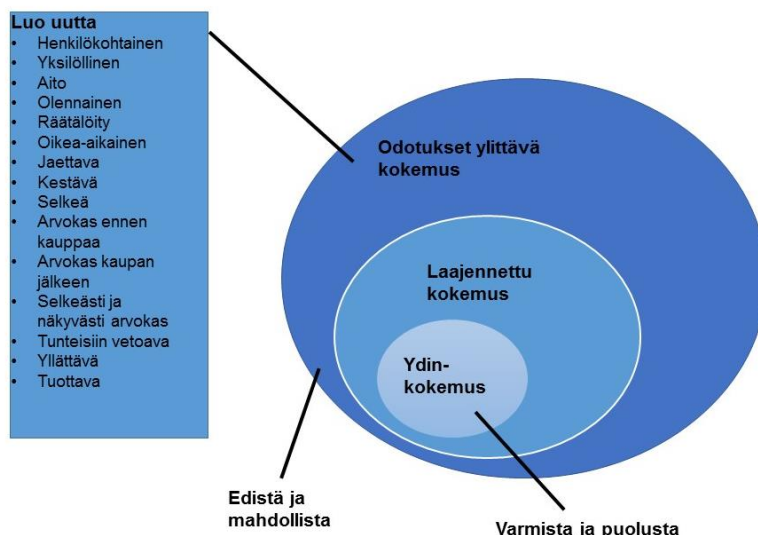 Luo uutta
• Henkilökohtainen
• Yksilöllinen
• Aito
• Olennainen
• Räätälöity
• Oikea-aikainen
• Jaettava
• Kestävä
• Selkeä
• Arvokas ennen
kauppaa
• Arvokas kaupan
jälkeen
• Selkeästi ja
näkyvästi arvokas
• Tunteisiin vetoava
• Yllättävä
• Tuottava
Odotukset ylittävä
kokemus
Laajennettu
kokemus
Ydin-
kokemus
Edistä ja
mahdollista
Varmista ja puolusta